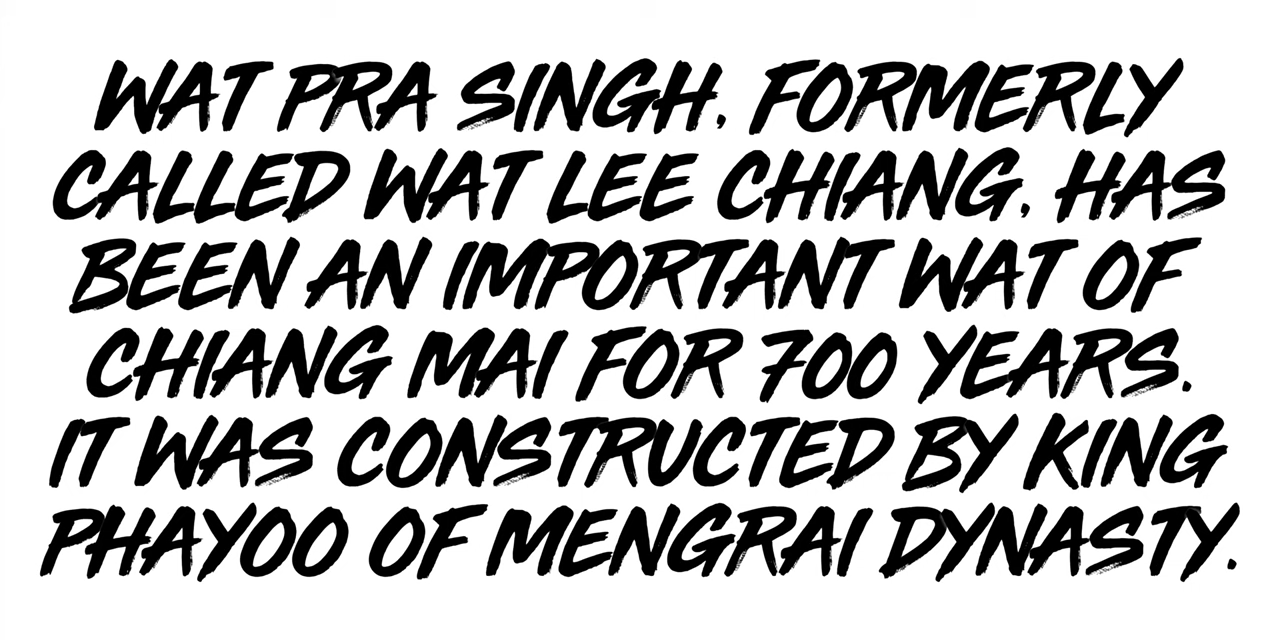 WAT PRA SINGH, FORMERLY
CALLED WAT LEE CHIANG, HAS
BEEN AN IMPORTANT WAT OF
CHIANG MAI FOR 700 YEARS.
IT WAS CONSTRUCTED BY KING
PHAYOO OF MENGRAI DYNASTY.